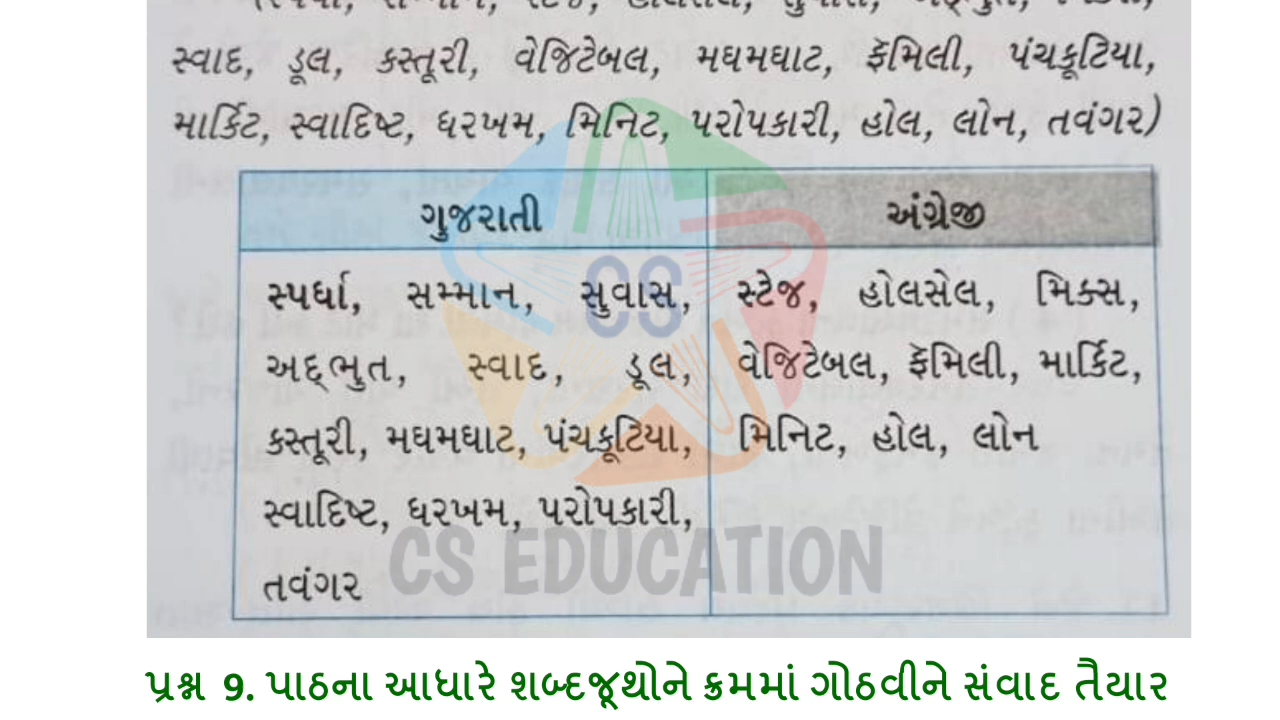 સ્વાદ, ડૂલ, કસ્તૂરી, વેજિટેબલ, મઘમઘાટ, ફૅમિલી, પંચકૂટિયા,
માર્કિટ, સ્વાદિષ્ટ, ધરખમ, મિનિટ, પરોપકારી, હોલ, લોન, તવંગર)
ગુજરાતી
સ્પર્ધા, સમ્માન, સુવાસ,
અદ્ભુત, સ્વાદ, ડૂલ,
કસ્તૂરી, મઘમઘાટ, પંચકૂટિયા,
સ્વાદિષ્ટ, ધરખમ, પરોપકારી,
તવંગર
અંગ્રેજી
સ્ટેજ, હોલસેલ, મિક્સ,
વેજિટેબલ, ફૅમિલી, માર્કિટ,
મિનિટ, હોલ, લોન
CS
CS EDUCATION
પ્રશ્ન 9. પાઠના આધારે શબ્દજૂથોને ક્રમમાં ગોઠવીને સંવાદ તૈયાર